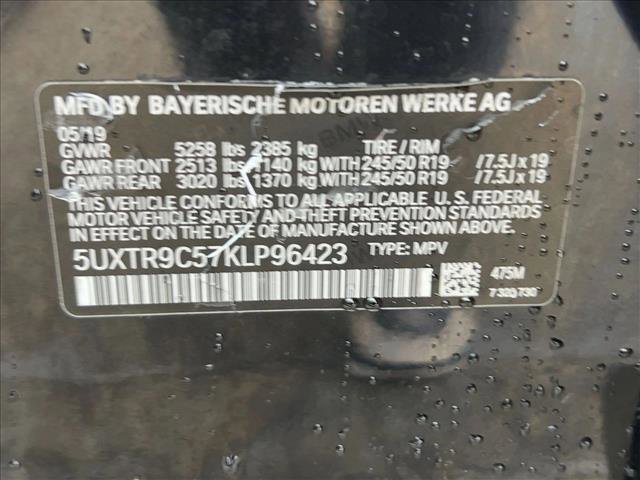 MFD BY BAYERISCHE MOTOREN WERKE AG
05/19
GVWR 5258 lbs 2385 kg TIRE / RIM
GAWR FRONT 2513 lbs 1140 kg WITH 245/50 R19 /7.5J x 19
GAWR REAR 3020 lbs 1370 kg WITH 245/50 R19 /7.5J x 19
THIS VEHICLE CONFORMS TO ALL APPLICABLE U. S. FEDERAL
MOTOR VEHICLE SAFETY AND THEFT PREVENTION STANDARDS
IN EFFECT ON THE DATE OF MANUFACTURE SHOWN ABOVE.
5UXTR9C57KLP96423 TYPE: MPV
475M